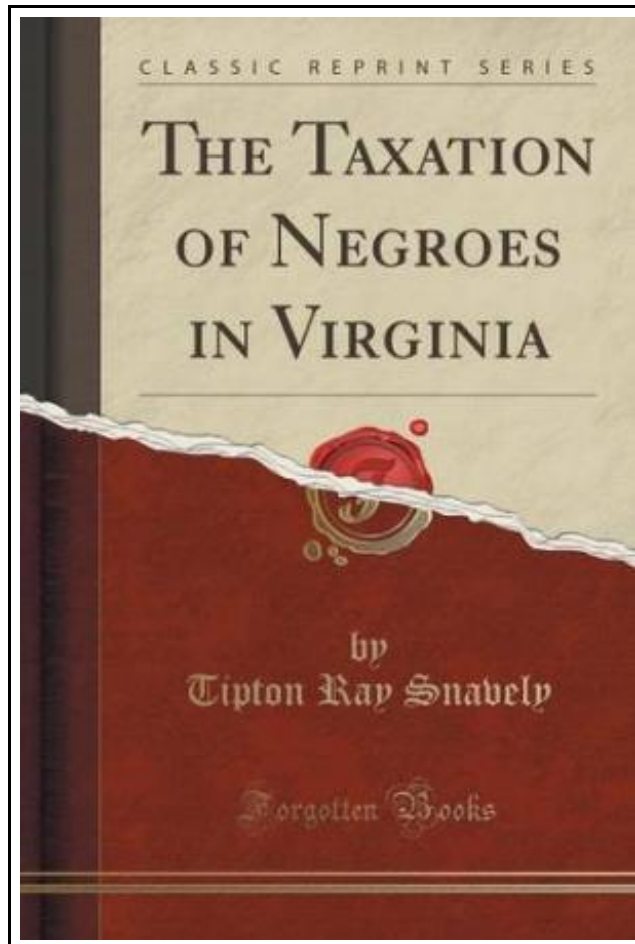 CLASSIC REPRINT SERIES
THE TAXATION
OF NEGROES
IN VIRGINIA
by
Tipton Ray Snavely
Forgotten Books